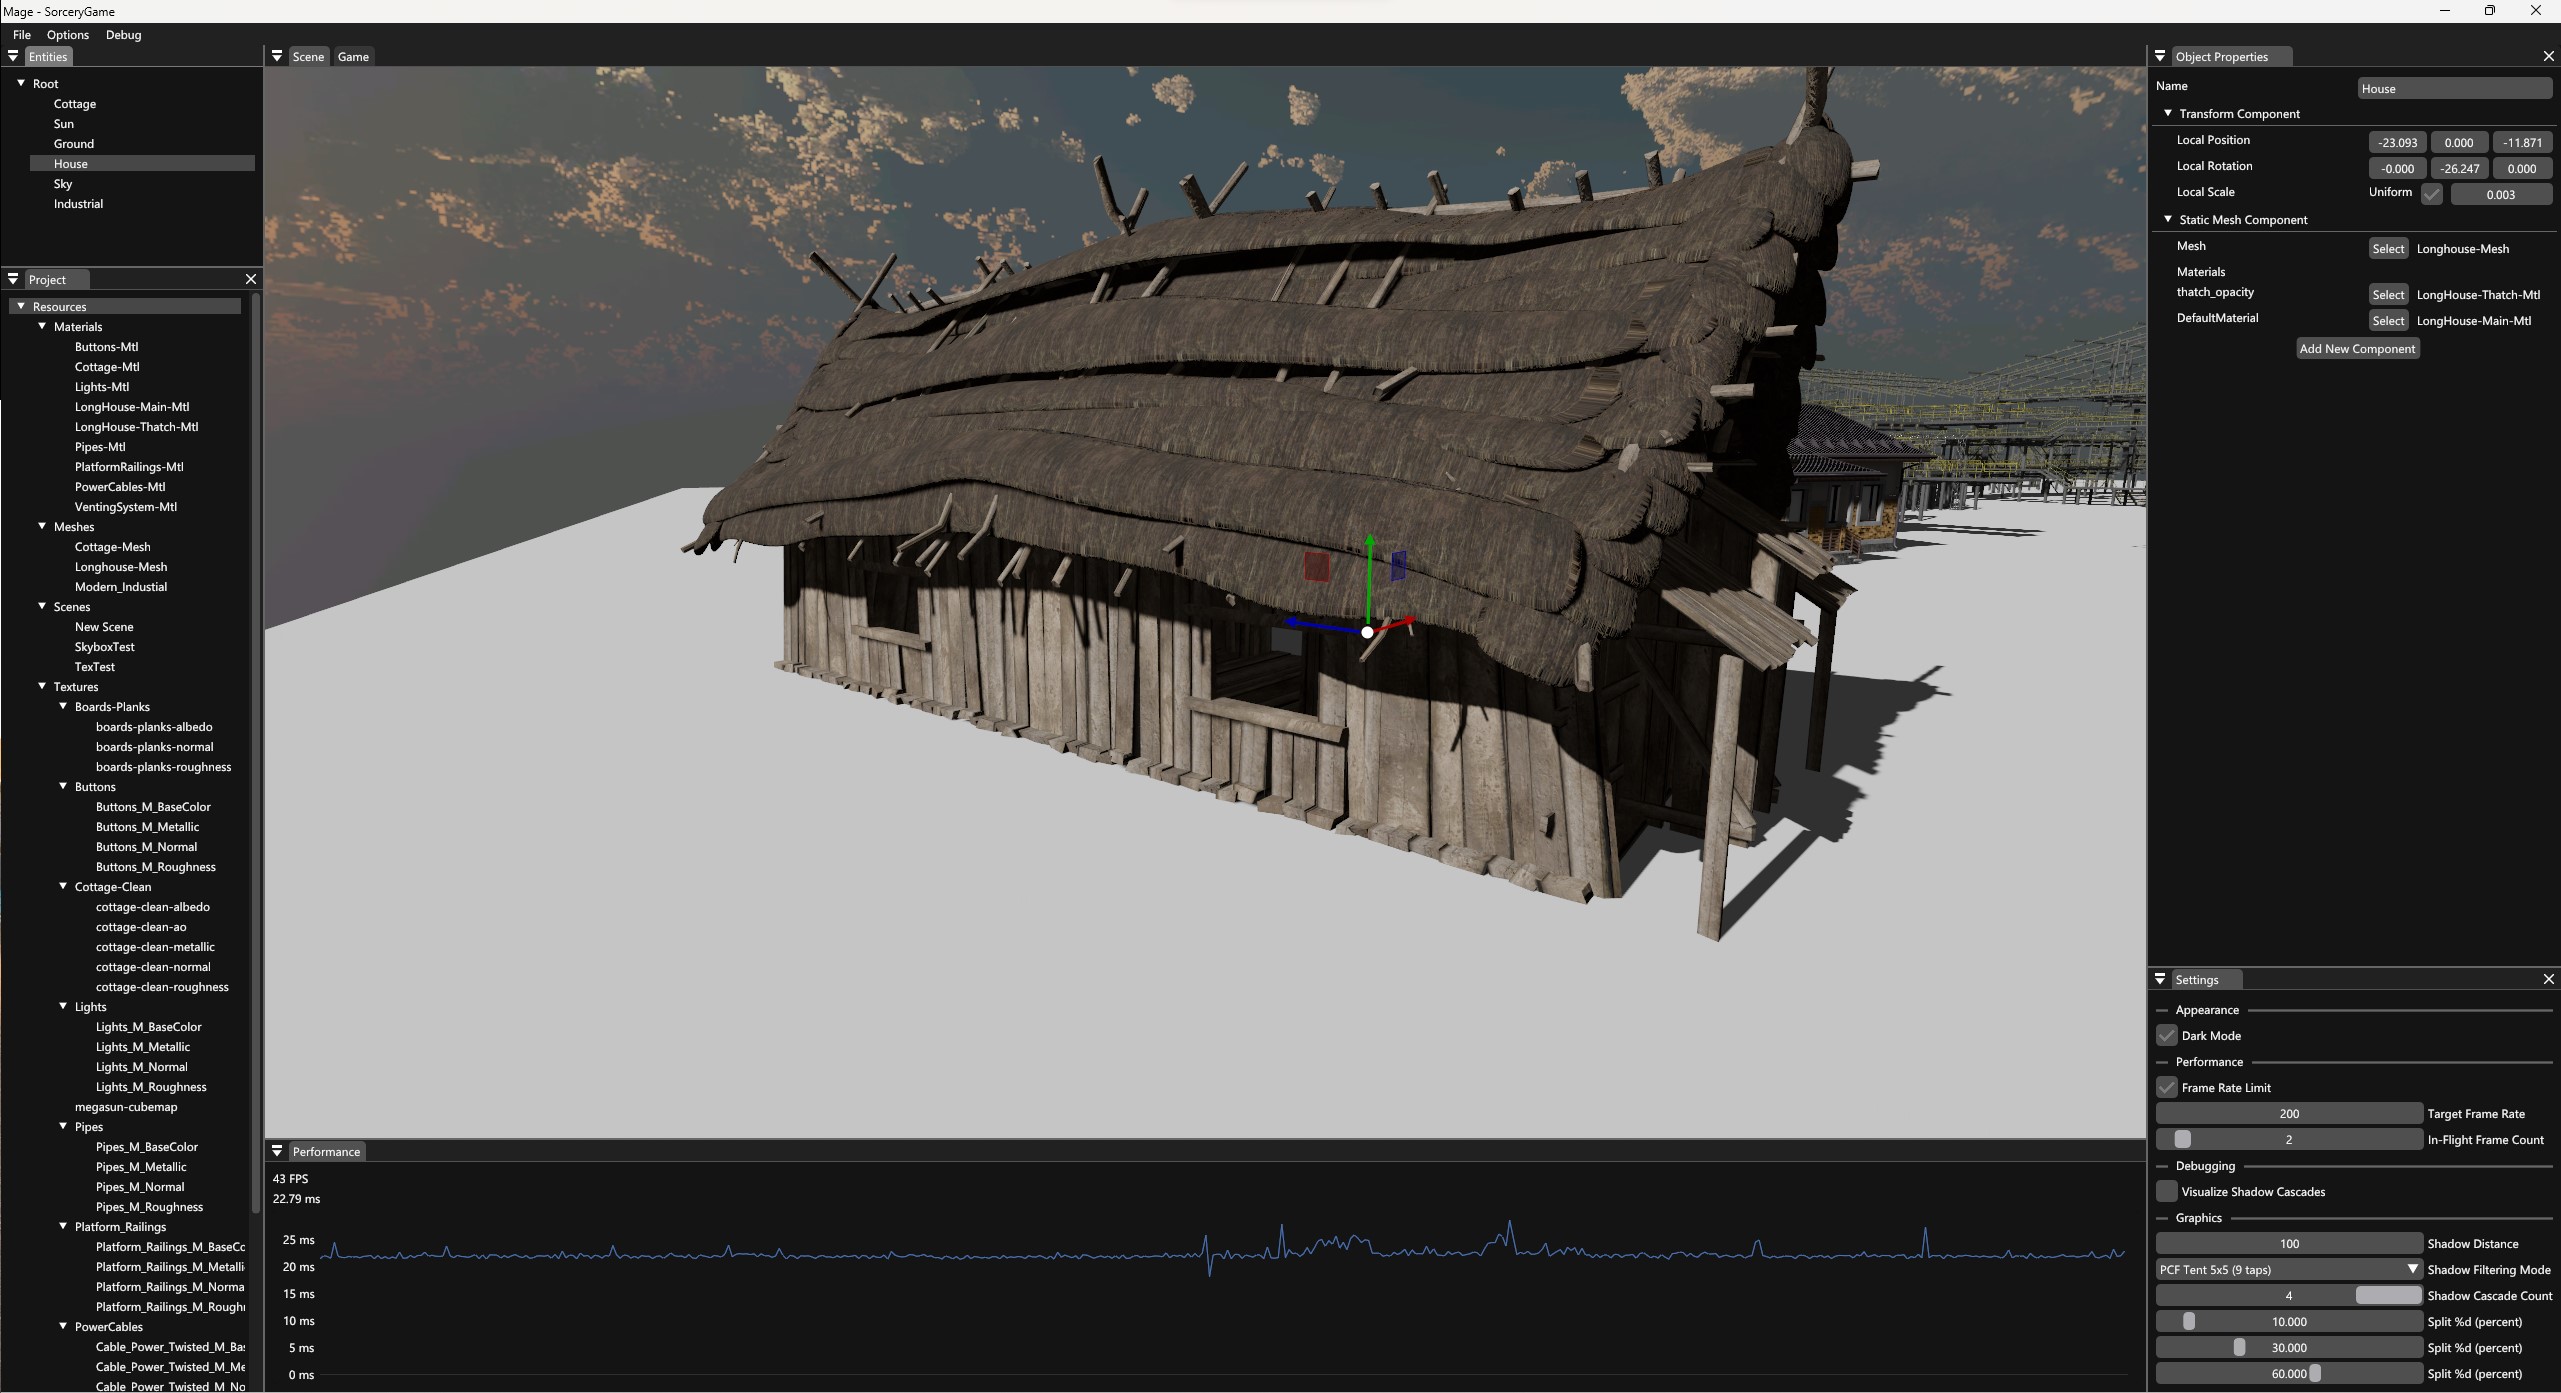 Mage - SorceryGame
File Options Debug
Entities
Root
Cottage
Sun
Ground
House
Sky
Industrial
Project
Resources
Materials
Buttons-Mtl
Cottage-Mtl
Lights-Mtl
LongHouse-Main-Mtl
LongHouse-Thatch-Mtl
Pipes-Mtl
PlatformRailings-Mtl
PowerCables-Mtl
VentingSystem-Mtl
Meshes
Cottage-Mesh
Longhouse-Mesh
Modern_Industial
Scenes
New Scene
SkyboxTest
TexTest
Textures
Boards-Planks
boards-planks-albedo
boards-planks-normal
boards-planks-roughness
Buttons
Buttons_M_BaseColor
Buttons_M_Metallic
Buttons_M_Normal
Buttons_M_Roughness
Cottage-Clean
cottage-clean-albedo
cottage-clean-ao
cottage-clean-metallic
cottage-clean-normal
cottage-clean-roughness
Lights
Lights_M_BaseColor
Lights_M_Metallic
Lights_M_Normal
Lights_M_Roughness
megasun-cubemap
Pipes
Pipes_M_BaseColor
Pipes_M_Metallic
Pipes_M_Normal
Pipes_M_Roughness
Platform_Railings
Platform_Railings_M_BaseCo
Platform_Railings_M_Metalli
Platform_Railings_M_Norma
Platform_Railings_M_Rough
PowerCables
Cable_Power_Twisted_M_Bas
Cable_Power_Twisted_M_Me
Cable_Power_Twisted_M_No
Scene Game
Performance
43 FPS
22.79 ms
25 ms
20 ms
15 ms
10 ms
5 ms
0 ms
Object Properties
Name House
Transform Component
Local Position -23.093 0.000 -11.871
Local Rotation -0.000 -26.247 0.000
Local Scale Uniform 0.003
Static Mesh Component
Mesh Select Longhouse-Mesh
Materials
thatch_opacity Select LongHouse-Thatch-Mtl
DefaultMaterial Select LongHouse-Main-Mtl
Add New Component
Settings
Appearance
Dark Mode
Performance
Frame Rate Limit
200 Target Frame Rate
2 In-Flight Frame Count
Debugging
Visualize Shadow Cascades
Graphics
100 Shadow Distance
PCF Tent 5x5 (9 taps) Shadow Filtering Mode
4 Shadow Cascade Count
10.000 Split %d (percent)
30.000 Split %d (percent)
60.000 Split %d (percent)